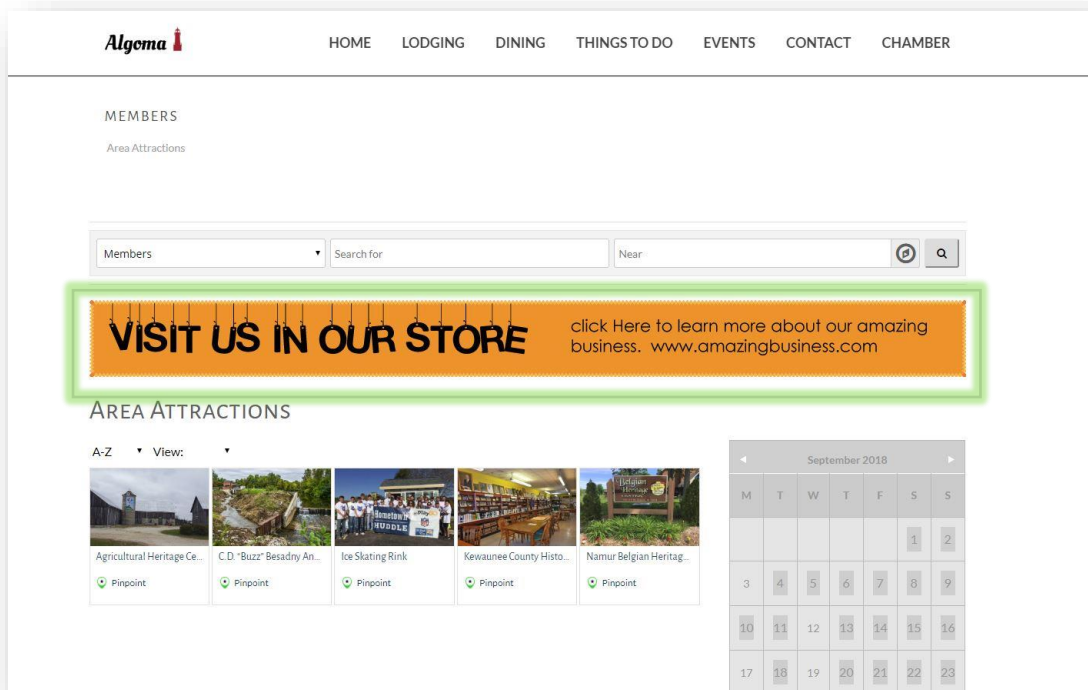 Algoma
HOME LODGING DINING THINGS TO DO EVENTS CONTACT CHAMBER
MEMBERS
Area Attractions
Members Search for Near
VISIT US IN OUR STORE
click Here to learn more about our amazing
business. www.amazingbusiness.com
AREA ATTRACTIONS
A-Z View:
Agricultural Heritage Ce... C.D. "Buzz" Besadny An... Ice Skating Rink Kewaunee County Histo... Namur Belgian Heritag...
Pinpoint Pinpoint Pinpoint Pinpoint Pinpoint
Hometown
HUDDLE
Belgian
Heritage
September 2018
M T W T F S S
1 2
3 4 5 6 7 8 9
10 11 12 13 14 15 16
17 18 19 20 21 22 23